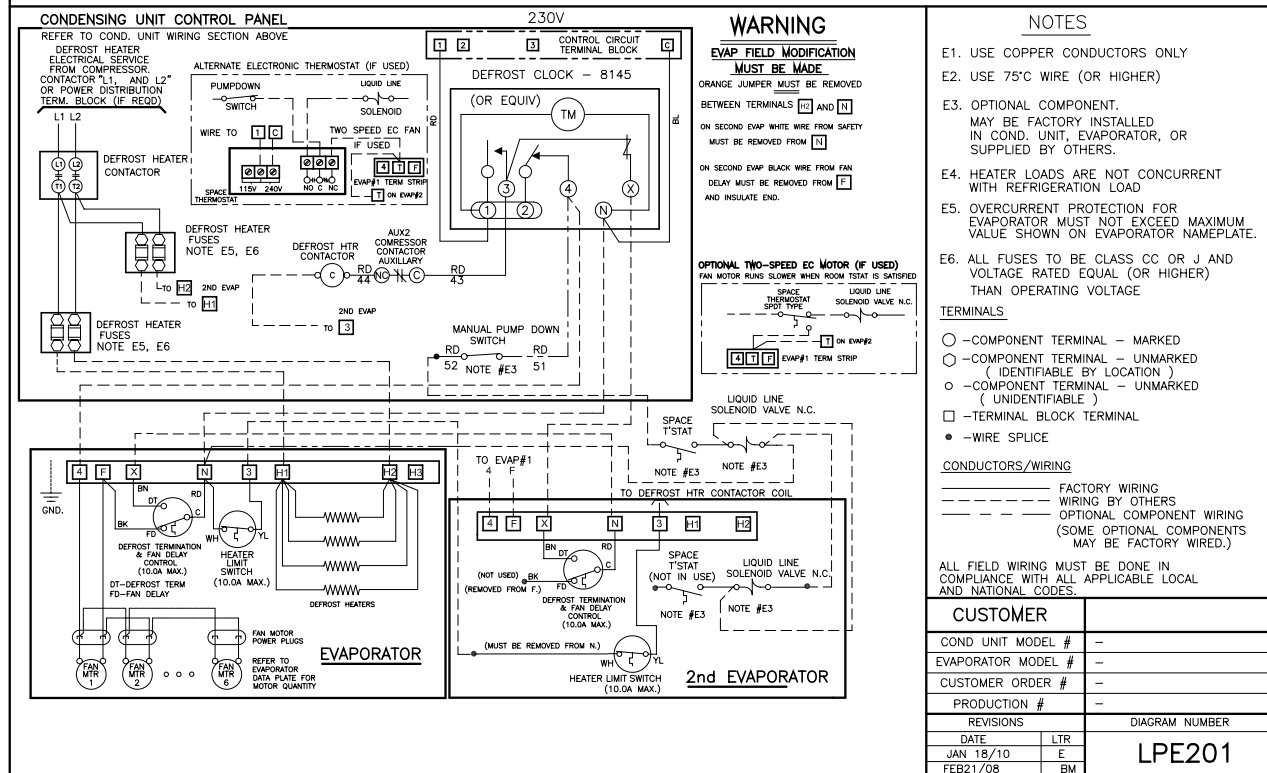 CONDENSING UNIT CONTROL PANEL
REFER TO COND. UNIT WIRING SECTION ABOVE
DEFROST HEATER
ELECTRICAL SERVICE
FROM COMPRESSOR.
CONTACTOR "L1, AND L2"
OR POWER DISTRIBUTION
TERM. BLOCK (IF REQD)
L1 L2
L1 L2
T1 T2
DEFROST HEATER
CONTACTOR
ALTERNATE ELECTRONIC THERMOSTAT (IF USED)
PUMPDOWN
SWITCH
LIQUID LINE
SOLENOID
WIRE TO 1 C
TWO SPEED EC FAN
IF USED
4 T F
EVAP#1 TERM STRIP
T ON EVAP#2
115V 240V
NO C NC
SPACE
THERMOSTAT
230V
1 2 3 C
CONTROL CIRCUIT
TERMINAL BLOCK
DEFROST CLOCK - 8145
(OR EQUIV)
TM
RD
BL
3 4 X
1 2 N
DEFROST HEATER
FUSES
NOTE E5, E6
TO H2 2ND EVAP
TO H1
DEFROST HTR
CONTACTOR
C
AUX2
COMRESSOR
CONTACTOR
AUXILLARY
RD
44
NO C
RD
43
2ND EVAP
TO 3
DEFROST HEATER
FUSES
NOTE E5, E6
MANUAL PUMP DOWN
SWITCH
RD
52
NOTE #E3
RD
51
WARNING
EVAP FIELD MODIFICATION
MUST BE MADE
ORANGE JUMPER MUST BE REMOVED
BETWEEN TERMINALS H2 AND N
ON SECOND EVAP WHITE WIRE FROM SAFETY
MUST BE REMOVED FROM N
ON SECOND EVAP BLACK WIRE FROM FAN
DELAY MUST BE REMOVED FROM F
AND INSULATE END.
OPTIONAL TWO-SPEED EC MOTOR (IF USED)
FAN MOTOR RUNS SLOWER WHEN ROOM TSTAT IS SATISFIED
SPACE
THERMOSTAT
SPDT TYPE
LIQUID LINE
SOLENOID VALVE N.C.
T ON EVAP#2
4 T F EVAP#1 TERM STRIP
LIQUID LINE
SOLENOID VALVE N.C.
SPACE
T'STAT
NOTE #E3
NOTE #E3
4 F X N 3 H1 H2 H3
GND.
BN
DT
RD
C
BK
FD
DEFROST TERMINATION
& FAN DELAY
CONTROL
(10.0A MAX.)
DT-DEFROST TERM
FD-FAN DELAY
WH
YL
HEATER
LIMIT
SWITCH
(10.0A MAX.)
DEFROST HEATERS
FAN MOTOR
POWER PLUGS
FAN
MTR
1
FAN
MTR
2
FAN
MTR
6
REFER TO
EVAPORATOR
DATA PLATE FOR
MOTOR QUANTITY
EVAPORATOR
TO EVAP#1
4 F
TO DEFROST HTR CONTACTOR COIL
4 F X N 3 H1 H2
BN
DT
RD
C
(NOT USED)
BK
FD
(REMOVED FROM F.)
DEFROST TERMINATION
& FAN DELAY
CONTROL
(10.0A MAX.)
SPACE
T'STAT
(NOT IN USE)
LIQUID LINE
SOLENOID VALVE N.C.
NOTE #E3
NOTE #E3
(MUST BE REMOVED FROM N.)
WH
YL
HEATER LIMIT SWITCH
(10.0A MAX.)
2nd EVAPORATOR
NOTES
E1. USE COPPER CONDUCTORS ONLY
E2. USE 75°C WIRE (OR HIGHER)
E3. OPTIONAL COMPONENT.
MAY BE FACTORY INSTALLED
IN COND. UNIT, EVAPORATOR, OR
SUPPLIED BY OTHERS.
E4. HEATER LOADS ARE NOT CONCURRENT
WITH REFRIGERATION LOAD
E5. OVERCURRENT PROTECTION FOR
EVAPORATOR MUST NOT EXCEED MAXIMUM
VALUE SHOWN ON EVAPORATOR NAMEPLATE.
E6. ALL FUSES TO BE CLASS CC OR J AND
VOLTAGE RATED EQUAL (OR HIGHER)
THAN OPERATING VOLTAGE
TERMINALS
-COMPONENT TERMINAL - MARKED
-COMPONENT TERMINAL - UNMARKED
( IDENTIFIABLE BY LOCATION )
-COMPONENT TERMINAL - UNMARKED
( UNIDENTIFIABLE )
-TERMINAL BLOCK TERMINAL
-WIRE SPLICE
CONDUCTORS/WIRING
FACTORY WIRING
WIRING BY OTHERS
OPTIONAL COMPONENT WIRING
(SOME OPTIONAL COMPONENTS
MAY BE FACTORY WIRED.)
ALL FIELD WIRING MUST BE DONE IN
COMPLIANCE WITH ALL APPLICABLE LOCAL
AND NATIONAL CODES.
CUSTOMER
COND UNIT MODEL # -
EVAPORATOR MODEL # -
CUSTOMER ORDER # -
PRODUCTION # -
REVISIONS
DIAGRAM NUMBER
DATE LTR
JAN 18/10 E
FEB21/08 BM
LPE201